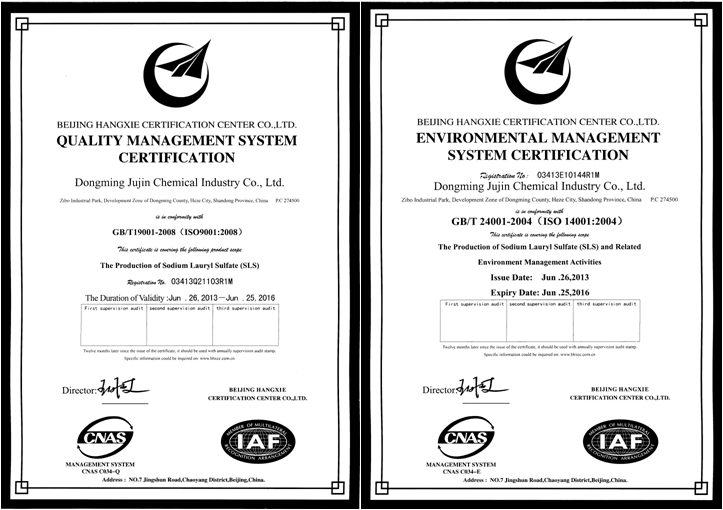 BEIJING HANGXIE CERTIFICATION CENTER CO.,LTD.
QUALITY MANAGEMENT SYSTEM
CERTIFICATION
Dongming Jujin Chemical Industry Co., Ltd.
Zibo Industrial Park, Development Zone of Dongming County, Heze City, Shandong Province, China P.C 274500
is in conformity with
GB/T19001-2008（ISO9001:2008）
This certificate is covering the following product scope
The Production of Sodium Lauryl Sulfate (SLS)
Registration No. 03413Q21103R1M
The Duration of Validity :Jun . 26, 2013－Jun . 25, 2016
First supervision audit second supervision audit third supervision audit
Twelve months later since the issue of the certificate, it should be used with annually supervision audit stamp.
Specific information could be required on: www.bhxcc.com.cn
Director:
BEIJING HANGXIE
CERTIFICATION CENTER CO.,LTD.
CNAS
MEMBER OF MULTILATERAL
IAF
RECOGNITION ARRANGEMENT
MANAGEMENT SYSTEM
CNAS C034-Q
Address : NO.7 Jingshun Road,Chaoyang District,Beijing,China.
BEIJING HANGXIE CERTIFICATION CENTER CO.,LTD.
ENVIRONMENTAL MANAGEMENT
SYSTEM CERTIFICATION
Registration No: 03413E10144R1M
Dongming Jujin Chemical Industry Co., Ltd.
Zibo Industrial Park, Development Zone of Dongming County, Heze City, Shandong Province, China P.C 274500
is in conformity with
GB/T 24001-2004（ISO 14001:2004）
This certificate is covering the following scope
The Production of Sodium Lauryl Sulfate (SLS) and Related
Environment Management Activities
Issue Date: Jun .26,2013
Expiry Date: Jun .25,2016
First supervision audit second supervision audit third supervision audit
Twelve months later since the issue of the certificate, it should be used with annually supervision audit stamp.
Specific information could be required on: www.bhxcc.com.cn
Director:
BEIJING HANGXIE
CERTIFICATION CENTER CO.,LTD.
CNAS
MEMBER OF MULTILATERAL
IAF
RECOGNITION ARRANGEMENT
MANAGEMENT SYSTEM
CNAS C034-E
Address : NO.7 Jingshun Road,Chaoyang District,Beijing,China.